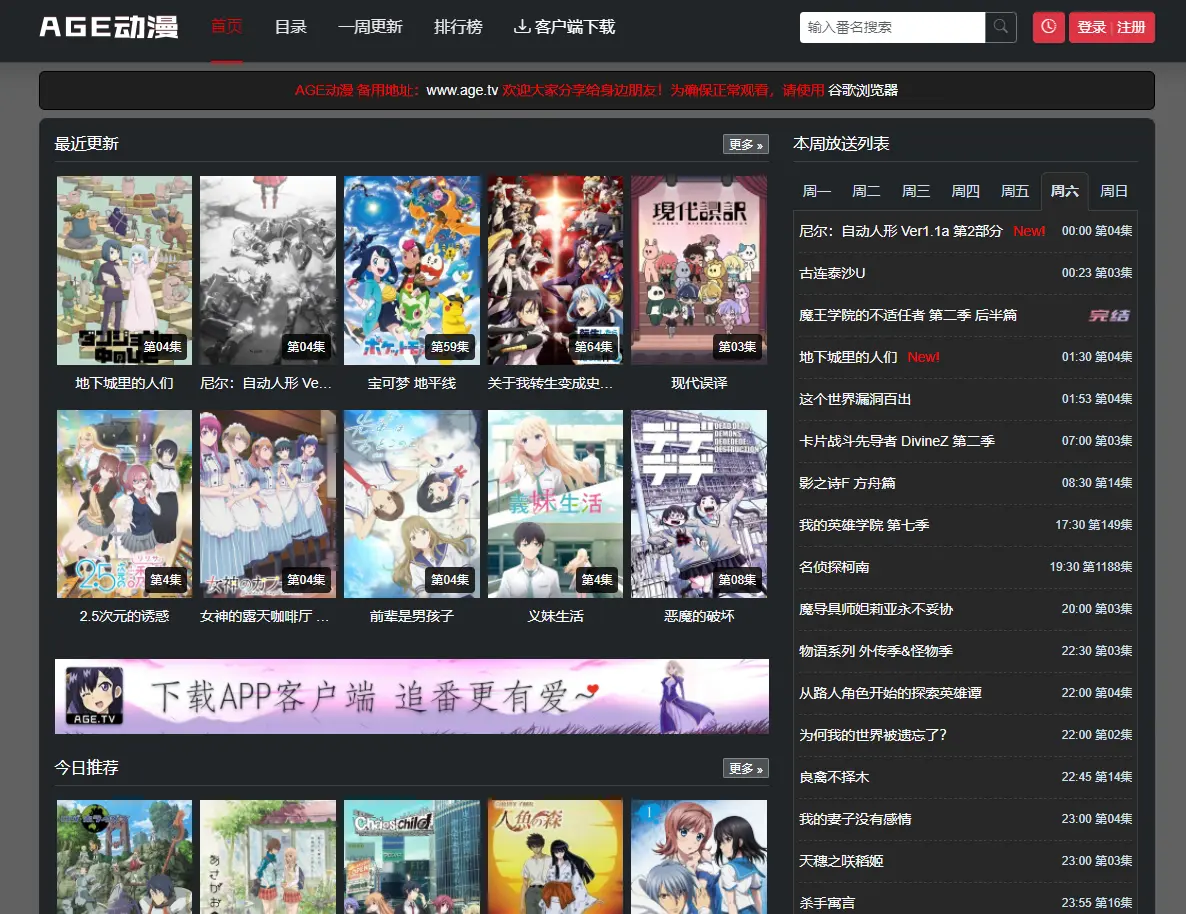 AGE动漫 首页 目录 一周更新 排行榜 客户端下载 输入番名搜索 登录 | 注册
AGE动漫 备用地址：www.age.tv 欢迎大家分享给身边朋友！为确保正常观看，请使用 谷歌浏览器
最近更新 更多 »
第04集 第04集 第59集 第64集 第03集
現代誤訳
地下城里的人们 尼尔：自动人形 Ve... 宝可梦 地平线 关于我转生变成史... 现代误译
DEAD DEAD
DEMONS
DEDEDEDE
DESTRUCTION
デデ
デデ
義妹生活
第4集 第04集 第04集 第4集 第08集
2.5次元的诱惑 女神的露天咖啡厅 ... 前辈是男孩子 义妹生活 恶魔的破坏
AGE.TV
下载APP客户端 追番更有爱~
今日推荐 更多 »
Chaos;child
人魚の森
本周放送列表
周一 周二 周三 周四 周五 周六 周日
尼尔：自动人形 Ver1.1a 第2部分 New! 00:00 第04集
古连泰沙U 00:23 第03集
魔王学院的不适任者 第二季 后半篇 完结
地下城里的人们 New! 01:30 第04集
这个世界漏洞百出 01:53 第04集
卡片战斗先导者 DivineZ 第二季 07:00 第03集
影之诗F 方舟篇 08:30 第14集
我的英雄学院 第七季 17:30 第149集
名侦探柯南 19:30 第1188集
魔导具师妲莉亚永不妥协 20:00 第03集
物语系列 外传季&怪物季 22:30 第03集
从路人角色开始的探索英雄谭 22:00 第04集
为何我的世界被遗忘了？ 22:00 第02集
良禽不择木 22:45 第14集
我的妻子没有感情 23:00 第04集
天穗之咲稻姬 23:00 第03集
杀手寓言 23:55 第16集